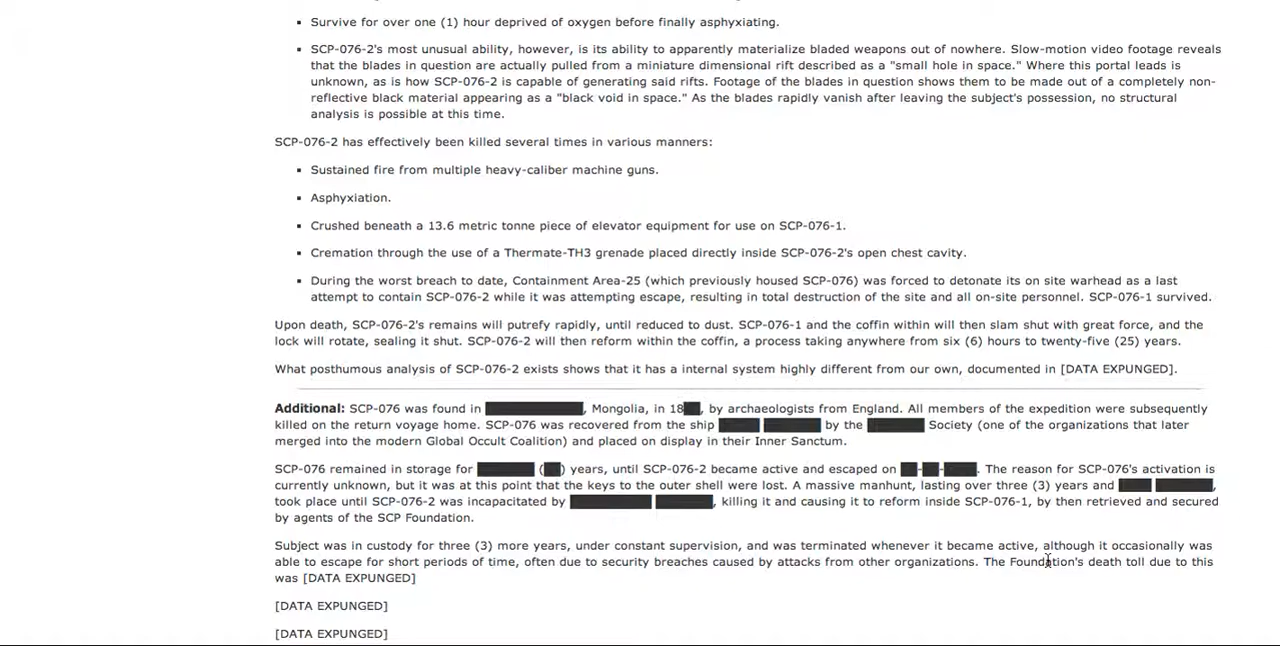 ▪ Survive for over one (1) hour deprived of oxygen before finally asphyxiating.
▪ SCP-076-2's most unusual ability, however, is its ability to apparently materialize bladed weapons out of nowhere. Slow-motion video footage reveals
that the blades in question are actually pulled from a miniature dimensional rift described as a "small hole in space." Where this portal leads is
unknown, as is how SCP-076-2 is capable of generating said rifts. Footage of the blades in question shows them to be made out of a completely non-
reflective black material appearing as a "black void in space." As the blades rapidly vanish after leaving the subject's possession, no structural
analysis is possible at this time.
SCP-076-2 has effectively been killed several times in various manners:
▪ Sustained fire from multiple heavy-caliber machine guns.
▪ Asphyxiation.
▪ Crushed beneath a 13.6 metric tonne piece of elevator equipment for use on SCP-076-1.
▪ Cremation through the use of a Thermate-TH3 grenade placed directly inside SCP-076-2's open chest cavity.
▪ During the worst breach to date, Containment Area-25 (which previously housed SCP-076) was forced to detonate its on site warhead as a last
attempt to contain SCP-076-2 while it was attempting escape, resulting in total destruction of the site and all on-site personnel. SCP-076-1 survived.
Upon death, SCP-076-2's remains will putrefy rapidly, until reduced to dust. SCP-076-1 and the coffin within will then slam shut with great force, and the
lock will rotate, sealing it shut. SCP-076-2 will then reform within the coffin, a process taking anywhere from six (6) hours to twenty-five (25) years.
What posthumous analysis of SCP-076-2 exists shows that it has a internal system highly different from our own, documented in [DATA EXPUNGED].
Additional: SCP-076 was found in ████████████, Mongolia, in 18██, by archaeologists from England. All members of the expedition were subsequently
killed on the return voyage home. SCP-076 was recovered from the ship █████ ███████ by the ███████ Society (one of the organizations that later
merged into the modern Global Occult Coalition) and placed on display in their Inner Sanctum.
SCP-076 remained in storage for ███████ (██) years, until SCP-076-2 became active and escaped on ██-██-████. The reason for SCP-076's activation is
currently unknown, but it was at this point that the keys to the outer shell were lost. A massive manhunt, lasting over three (3) years and ████ ███████,
took place until SCP-076-2 was incapacitated by ██████████ ███████, killing it and causing it to reform inside SCP-076-1, by then retrieved and secured
by agents of the SCP Foundation.
Subject was in custody for three (3) more years, under constant supervision, and was terminated whenever it became active, although it occasionally was
able to escape for short periods of time, often due to security breaches caused by attacks from other organizations. The Foundation's death toll due to this
was [DATA EXPUNGED]
[DATA EXPUNGED]
[DATA EXPUNGED]